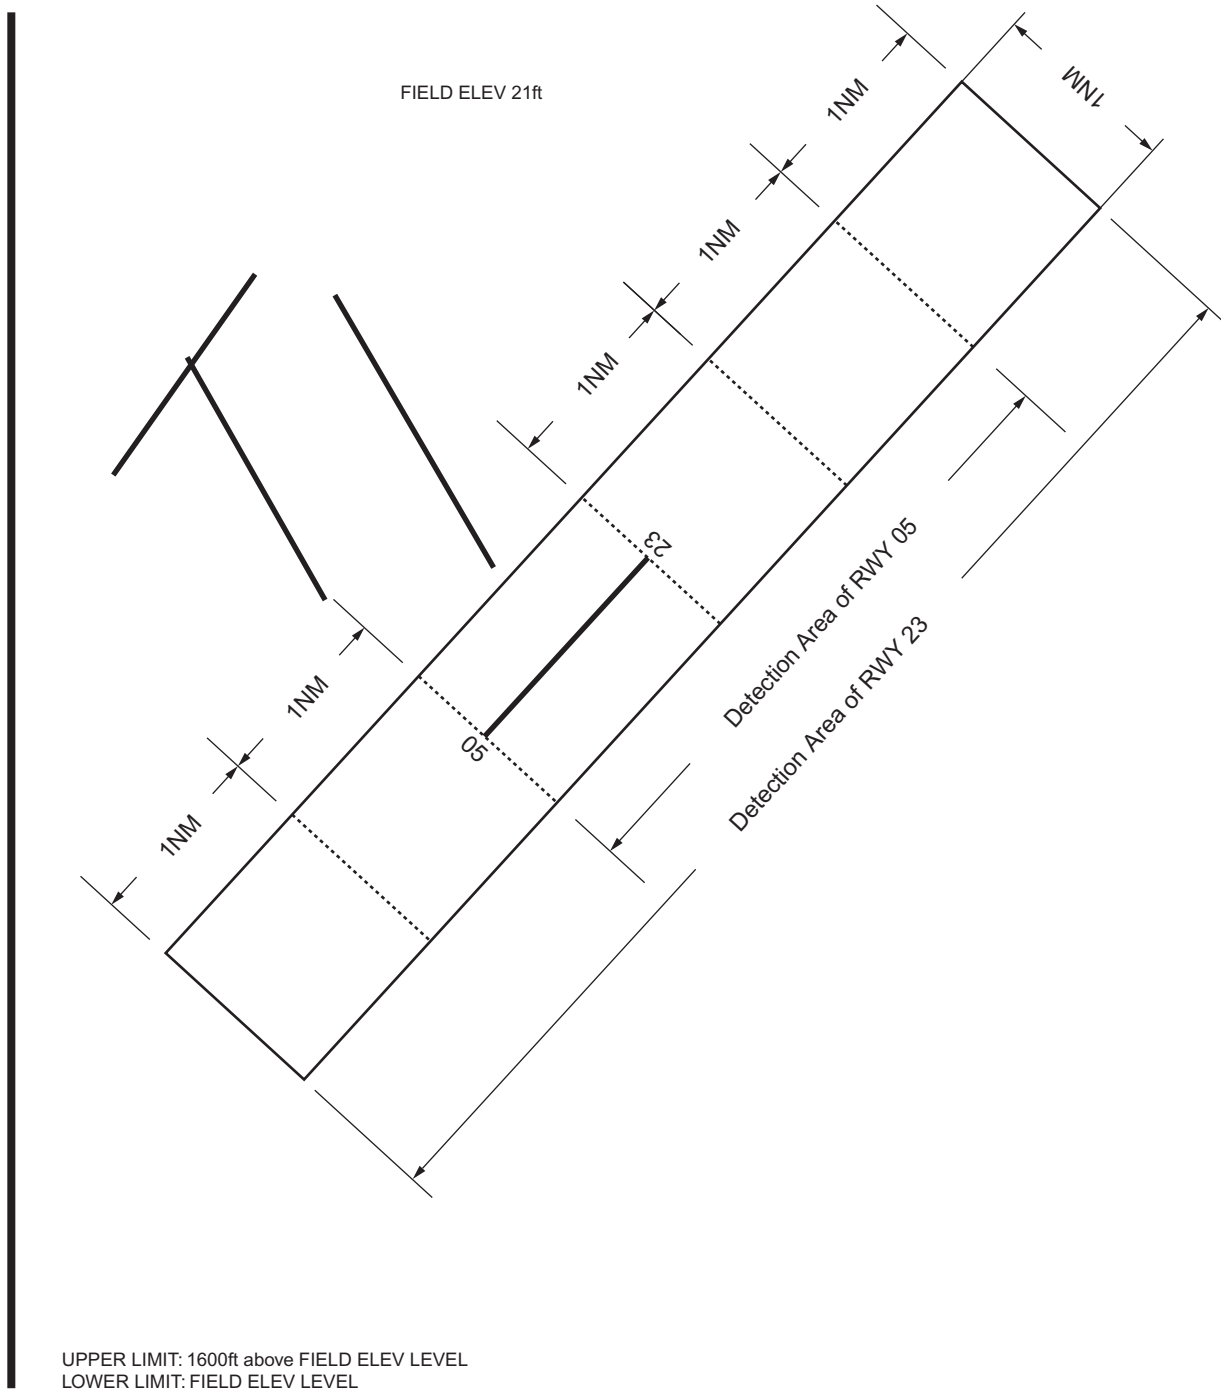 FIELD ELEV 21ft
1NM
1NM
1NM
1NM
23
05
1NM
1NM
Detection Area of RWY 05
Detection Area of RWY 23
UPPER LIMIT: 1600ft above FIELD ELEV LEVEL
LOWER LIMIT: FIELD ELEV LEVEL